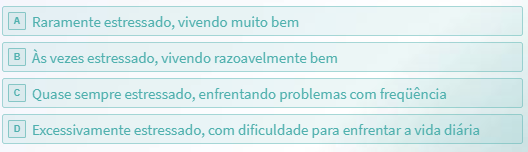 A Raramente estressado, vivendo muito bem
B Às vezes estressado, vivendo razoavelmente bem
C Quase sempre estressado, enfrentando problemas com freqüência
D Excessivamente estressado, com dificuldade para enfrentar a vida diária